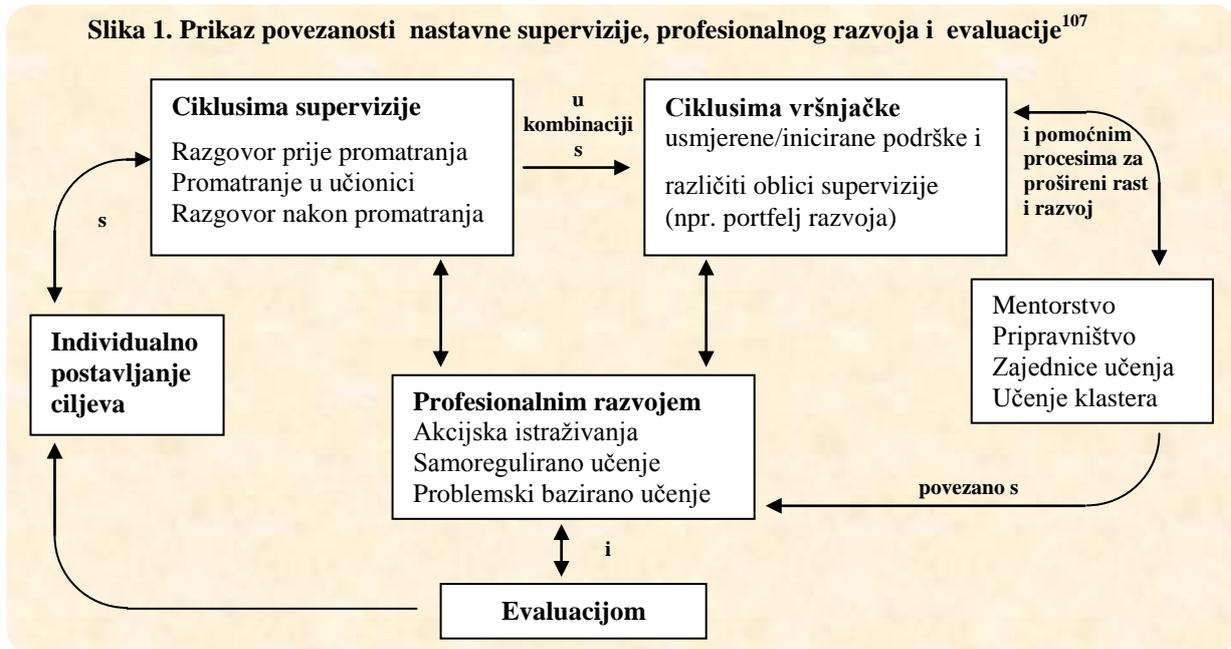 Slika 1. Prikaz povezanosti nastavne supervizije, profesionalnog razvoja i evaluacije107
Ciklusima supervizije
Razgovor prije promatranja
Promatranje u učionici
Razgovor nakon promatranja
u
kombinaciji
s
Ciklusima vršnjačke
usmjerene/inicirane podrške i
različiti oblici supervizije
(npr. portfelj razvoja)
i pomoćnim
procesima za
prošireni rast
i razvoj
s
Mentorstvo
Pripravništvo
Zajednice učenja
Učenje klastera
Individualno
postavljanje
ciljeva
Profesionalnim razvojem
Akcijska istraživanja
Samoregulirano učenje
Problemski bazirano učenje
povezano s
i
Evaluacijom